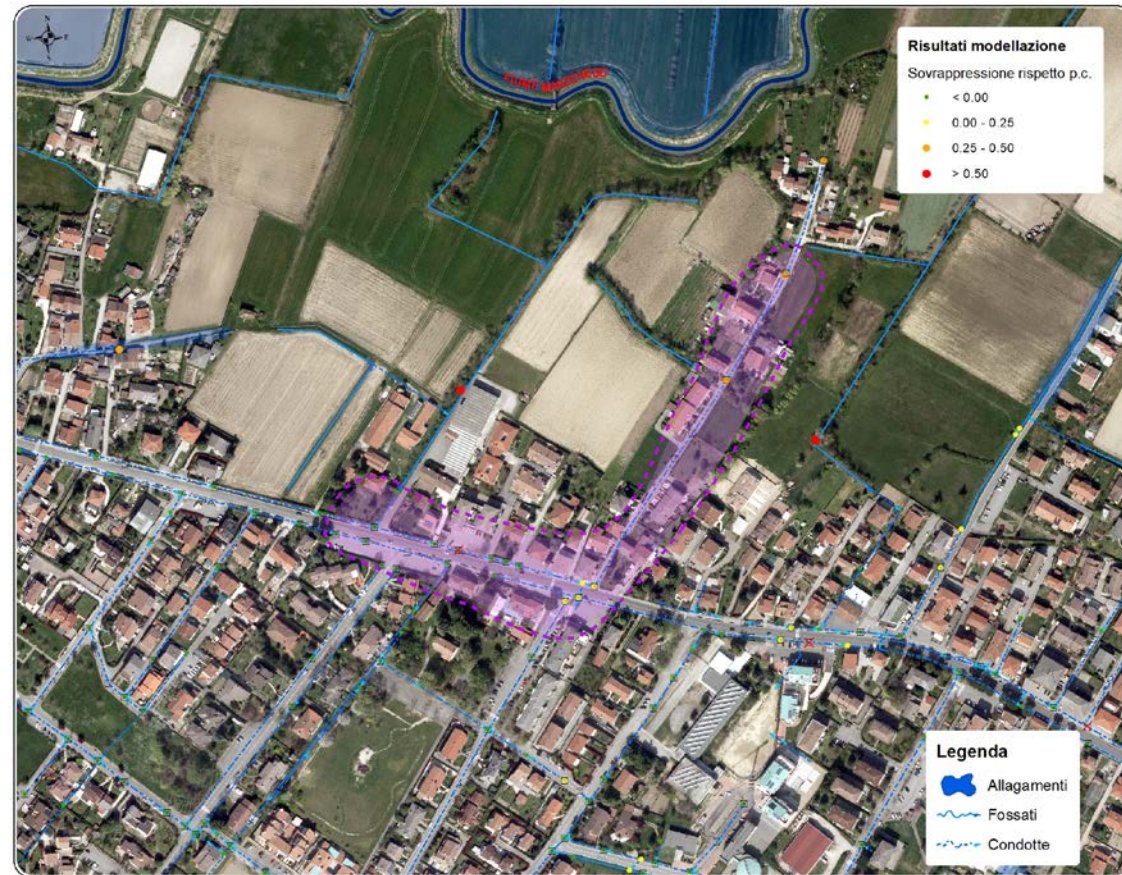 N
E
Risultati modellazione
Sovrappressione rispetto p.c.
< 0.00
0.00 - 0.25
0.25 - 0.50
> 0.50
FIUME
Legenda
Allagamenti
Fossati
Condotte